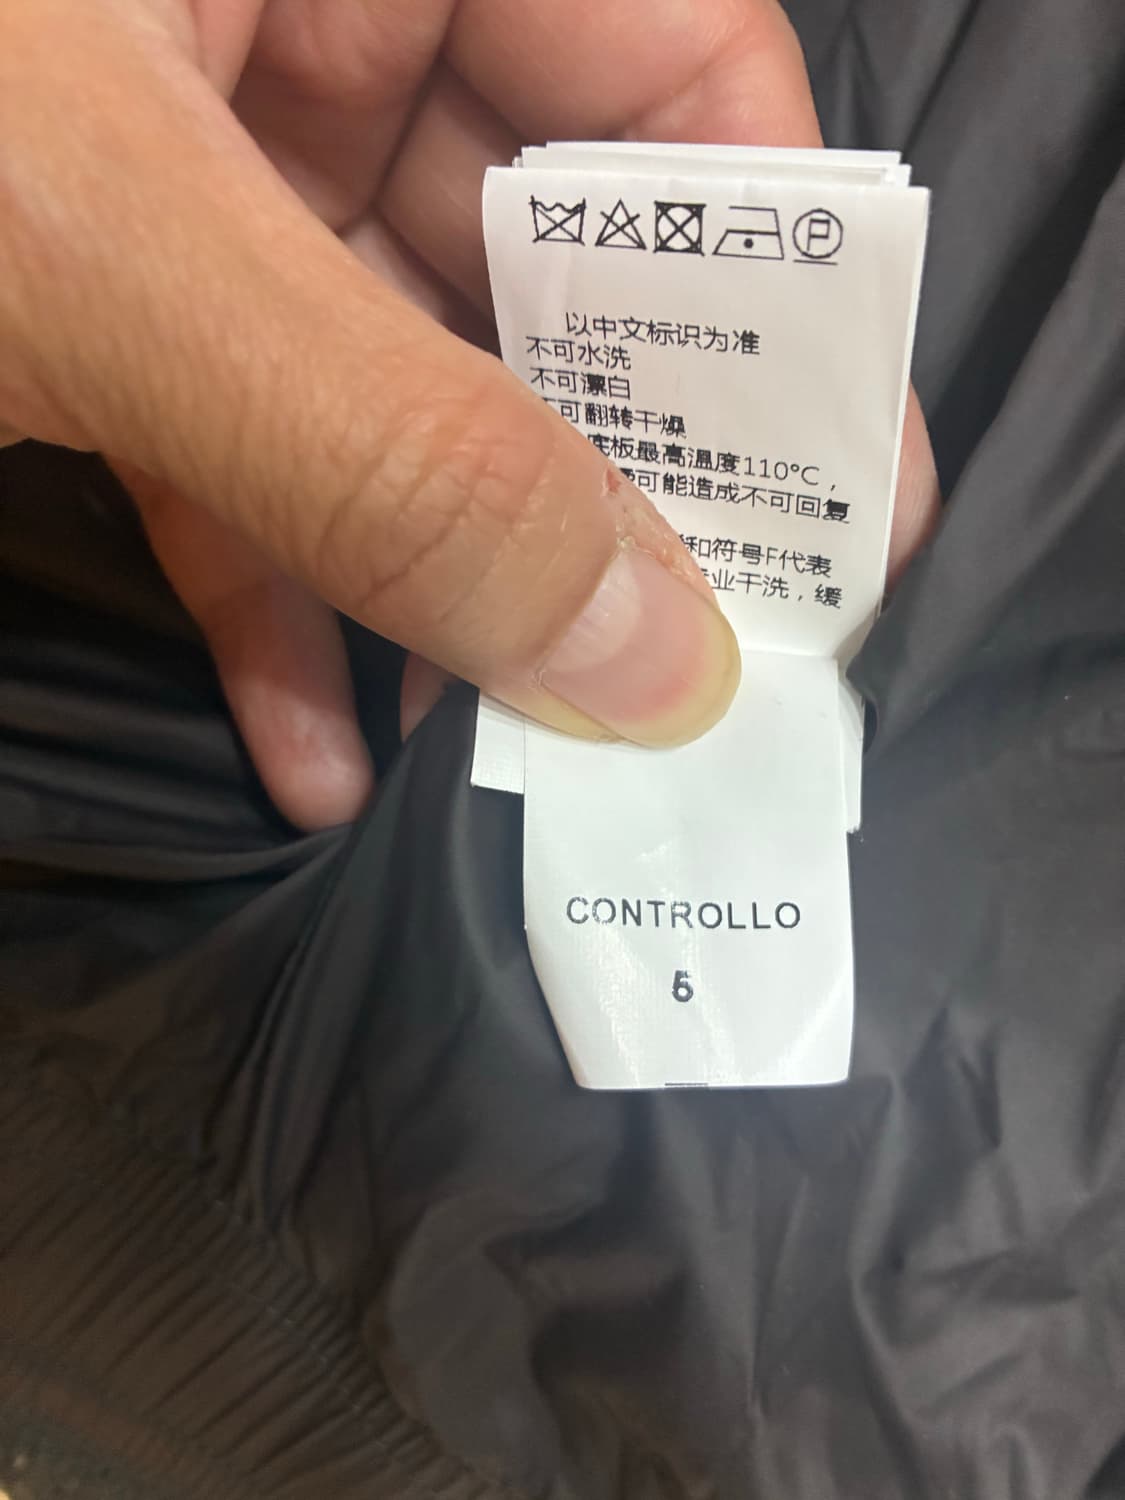 P
以中文标识为准
不可水洗
不可漂白
可翻转干燥
底板最高温度110°C，
可能造成不可回复
和符号F代表
业干洗，缓
CONTROLLO
5